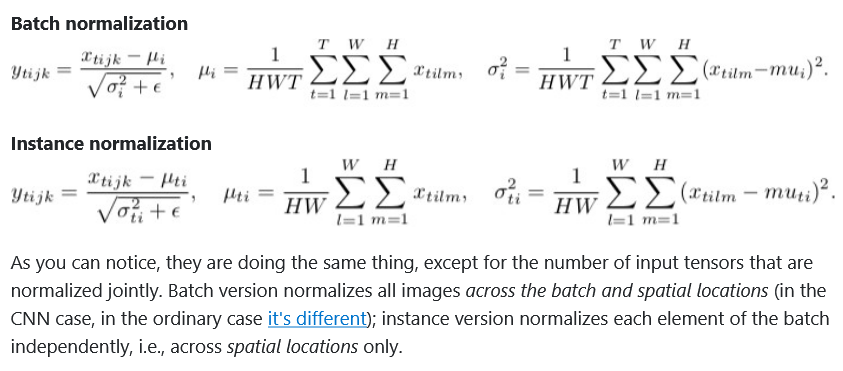 Batch normalization
y_{tijk} = \frac{x_{tijk} - \mu_i}{\sqrt{\sigma_i^2 + \epsilon}}, \quad \mu_i = \frac{1}{HWT} \sum_{t=1}^{T} \sum_{l=1}^{W} \sum_{m=1}^{H} x_{tilm}, \quad \sigma_i^2 = \frac{1}{HWT} \sum_{t=1}^{T} \sum_{l=1}^{W} \sum_{m=1}^{H} (x_{tilm} - mu_i)^2.
Instance normalization
y_{tijk} = \frac{x_{tijk} - \mu_{ti}}{\sqrt{\sigma_{ti}^2 + \epsilon}}, \quad \mu_{ti} = \frac{1}{HW} \sum_{l=1}^{W} \sum_{m=1}^{H} x_{tilm}, \quad \sigma_{ti}^2 = \frac{1}{HW} \sum_{l=1}^{W} \sum_{m=1}^{H} (x_{tilm} - mu_{ti})^2.
As you can notice, they are doing the same thing, except for the number of input tensors that are
normalized jointly. Batch version normalizes all images across the batch and spatial locations (in the
CNN case, in the ordinary case it's different); instance version normalizes each element of the batch
independently, i.e., across spatial locations only.